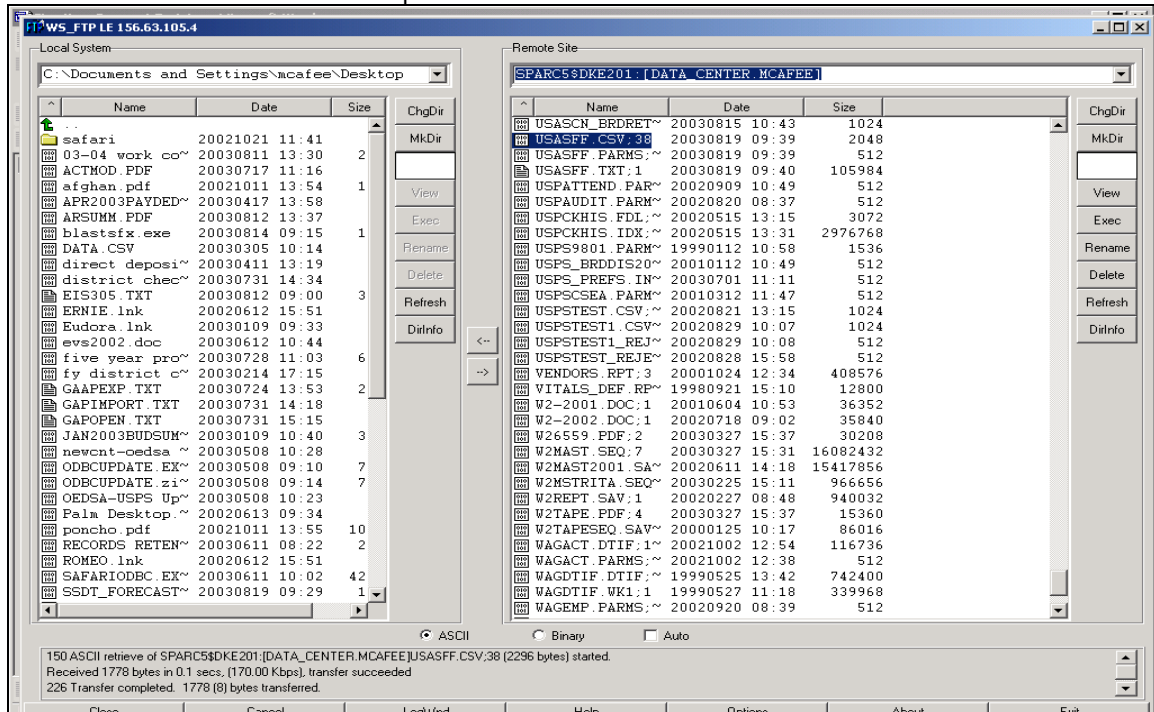 WS_FTP LE 156.63.105.4
Local System
C:\Documents and Settings\mcafee\Desktop
^ Name Date Size
..
safari 20021021 11:41
03-04 work co~ 20030811 13:30 2
ACTMOD.PDF 20030717 11:16
afghan.pdf 20021011 13:54 1
APR2003PAYDED~ 20030417 13:58
ARSUMM.PDF 20030812 13:37
blastsfx.exe 20030814 09:15 1
DATA.CSV 20030305 10:14
direct deposi~ 20030411 13:19
district chec~ 20030731 14:34
EIS305.TXT 20030812 09:00 3
ERNIE.lnk 20020612 15:51
Eudora.lnk 20030109 09:33
evs2002.doc 20030612 10:44
five year pro~ 20030728 11:03 6
fy district c~ 20030214 17:15
GAAPEXP.TXT 20030724 13:53 2
GAPIMPORT.TXT 20030731 14:18
GAPOPEN.TXT 20030731 15:15
JAN2003BUDSUM~ 20030109 10:40 3
newcnt-oedsa ~ 20030508 10:28
ODBCUPDATE.EX~ 20030508 09:10 7
ODBCUPDATE.zi~ 20030508 09:14 7
OEDSA-USPS Up~ 20030508 10:23
Palm Desktop.~ 20020613 09:34
poncho.pdf 20021011 13:55 10
RECORDS RETEN~ 20030611 08:22 2
ROMEO.lnk 20020612 15:51
SAFARIODBC.EX~ 20030611 10:02 42
SSDT_FORECAST~ 20030819 09:29 1
ChgDir
MkDir
View
Exec
Rename
Delete
Refresh
DirInfo
<--
-->
Remote Site
SPARC5$DKE201:[DATA_CENTER.MCAFEE]
^ Name Date Size
USASCN_BRDRET~ 20030815 10:43 1024
USASFF.CSV;38 20030819 09:39 2048
USASFF.PARMS;~ 20030819 09:39 512
USASFF.TXT;1 20030819 09:40 105984
USPATTEND.PAR~ 20020909 10:49 512
USPAUDIT.PARM~ 20020820 08:37 512
USPCKHIS.FDL;~ 20020515 13:15 3072
USPCKHIS.IDX;~ 20020515 13:31 2976768
USPS9801.PARM~ 19990112 10:58 1536
USPS_BRDDIS20~ 20010112 10:49 512
USPS_PREFS.IN~ 20030701 11:11 512
USPSCSEA.PARM~ 20010312 11:47 512
USPSTEST.CSV;~ 20020821 13:15 1024
USPSTEST1.CSV~ 20020829 10:07 1024
USPSTEST1_REJ~ 20020829 10:08 512
USPSTEST_REJE~ 20020828 15:58 512
VENDORS.RPT;3 20001024 12:34 408576
VITALS_DEF.RP~ 19980921 15:10 12800
W2-2001.DOC;1 20010604 10:53 36352
W2-2002.DOC;1 20020718 09:02 35840
W26559.PDF;2 20030327 15:37 30208
W2MAST.SEQ;7 20030327 15:31 16082432
W2MAST2001.SA~ 20020611 14:18 15417856
W2MSTRITA.SEQ~ 20030225 15:11 966656
W2REPT.SAV;1 20020227 08:48 940032
W2TAPE.PDF;4 20030327 15:37 15360
W2TAPESEQ.SAV~ 20000125 10:17 86016
WAGACT.DTIF;1~ 20021002 12:54 116736
WAGACT.PARMS;~ 20021002 12:38 512
WAGDTIF.DTIF;~ 19990525 13:42 742400
WAGDTIF.WK1;1 19990527 11:18 339968
WAGEMP.PARMS;~ 20020920 08:39 512
ChgDir
MkDir
View
Exec
Rename
Delete
Refresh
DirInfo
ASCII Binary Auto
150 ASCII retrieve of SPARC5$DKE201:[DATA_CENTER.MCAFEE]USASFF.CSV;38 (2296 bytes) started.
Received 1778 bytes in 0.1 secs, (170.00 Kbps), transfer succeeded
226 Transfer completed. 1778 (8) bytes transferred.
Close Cancel LogWnd Help Options About Exit